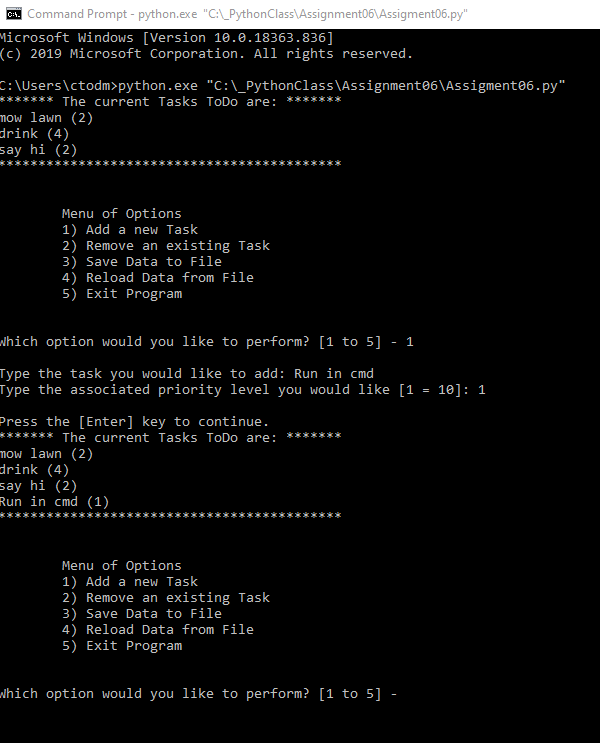 Command Prompt - python.exe "C:\_PythonClass\Assignment06\Assigment06.py"
Microsoft Windows [Version 10.0.18363.836]
(c) 2019 Microsoft Corporation. All rights reserved.
C:\Users\ctodm>python.exe "C:\_PythonClass\Assignment06\Assigment06.py"
******* The current Tasks ToDo are: *******
mow lawn (2)
drink (4)
say hi (2)
*******************************************
Menu of Options
1) Add a new Task
2) Remove an existing Task
3) Save Data to File
4) Reload Data from File
5) Exit Program
Which option would you like to perform? [1 to 5] - 1
Type the task you would like to add: Run in cmd
Type the associated priority level you would like [1 = 10]: 1
Press the [Enter] key to continue.
******* The current Tasks ToDo are: *******
mow lawn (2)
drink (4)
say hi (2)
Run in cmd (1)
*******************************************
Menu of Options
1) Add a new Task
2) Remove an existing Task
3) Save Data to File
4) Reload Data from File
5) Exit Program
Which option would you like to perform? [1 to 5] -